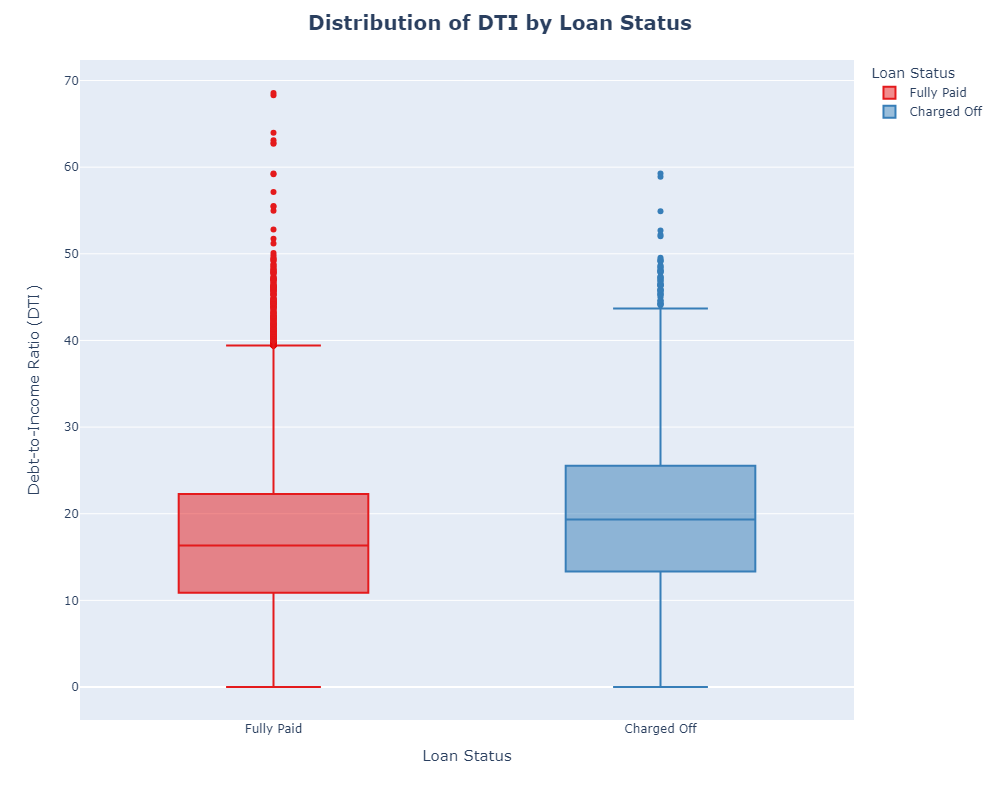 Distribution of DTI by Loan Status
Loan Status
Fully Paid
Charged Off
Debt-to-Income Ratio (DTI)
70
60
50
40
30
20
10
0
Fully Paid
Charged Off
Loan Status